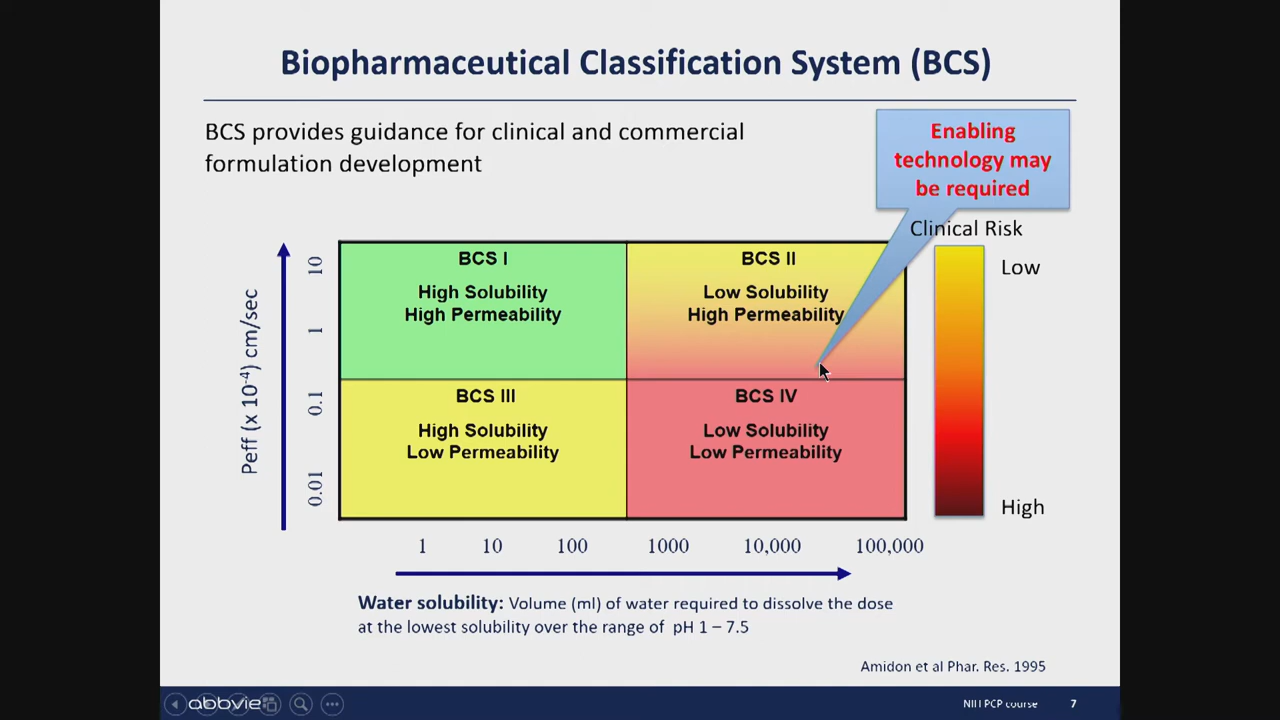 Biopharmaceutical Classification System (BCS)
BCS provides guidance for clinical and commercial
formulation development
Enabling
technology may
be required
Clinical Risk
Low
High
Peff (x 10⁻⁴) cm/sec
10
1
0.1
0.01
BCS I
High Solubility
High Permeability
BCS II
Low Solubility
High Permeability
BCS III
High Solubility
Low Permeability
BCS IV
Low Solubility
Low Permeability
1 10 100 1000 10,000 100,000
Water solubility: Volume (ml) of water required to dissolve the dose
at the lowest solubility over the range of pH 1 – 7.5
Amidon et al Phar. Res. 1995
abbvie
NIH PCP course
7